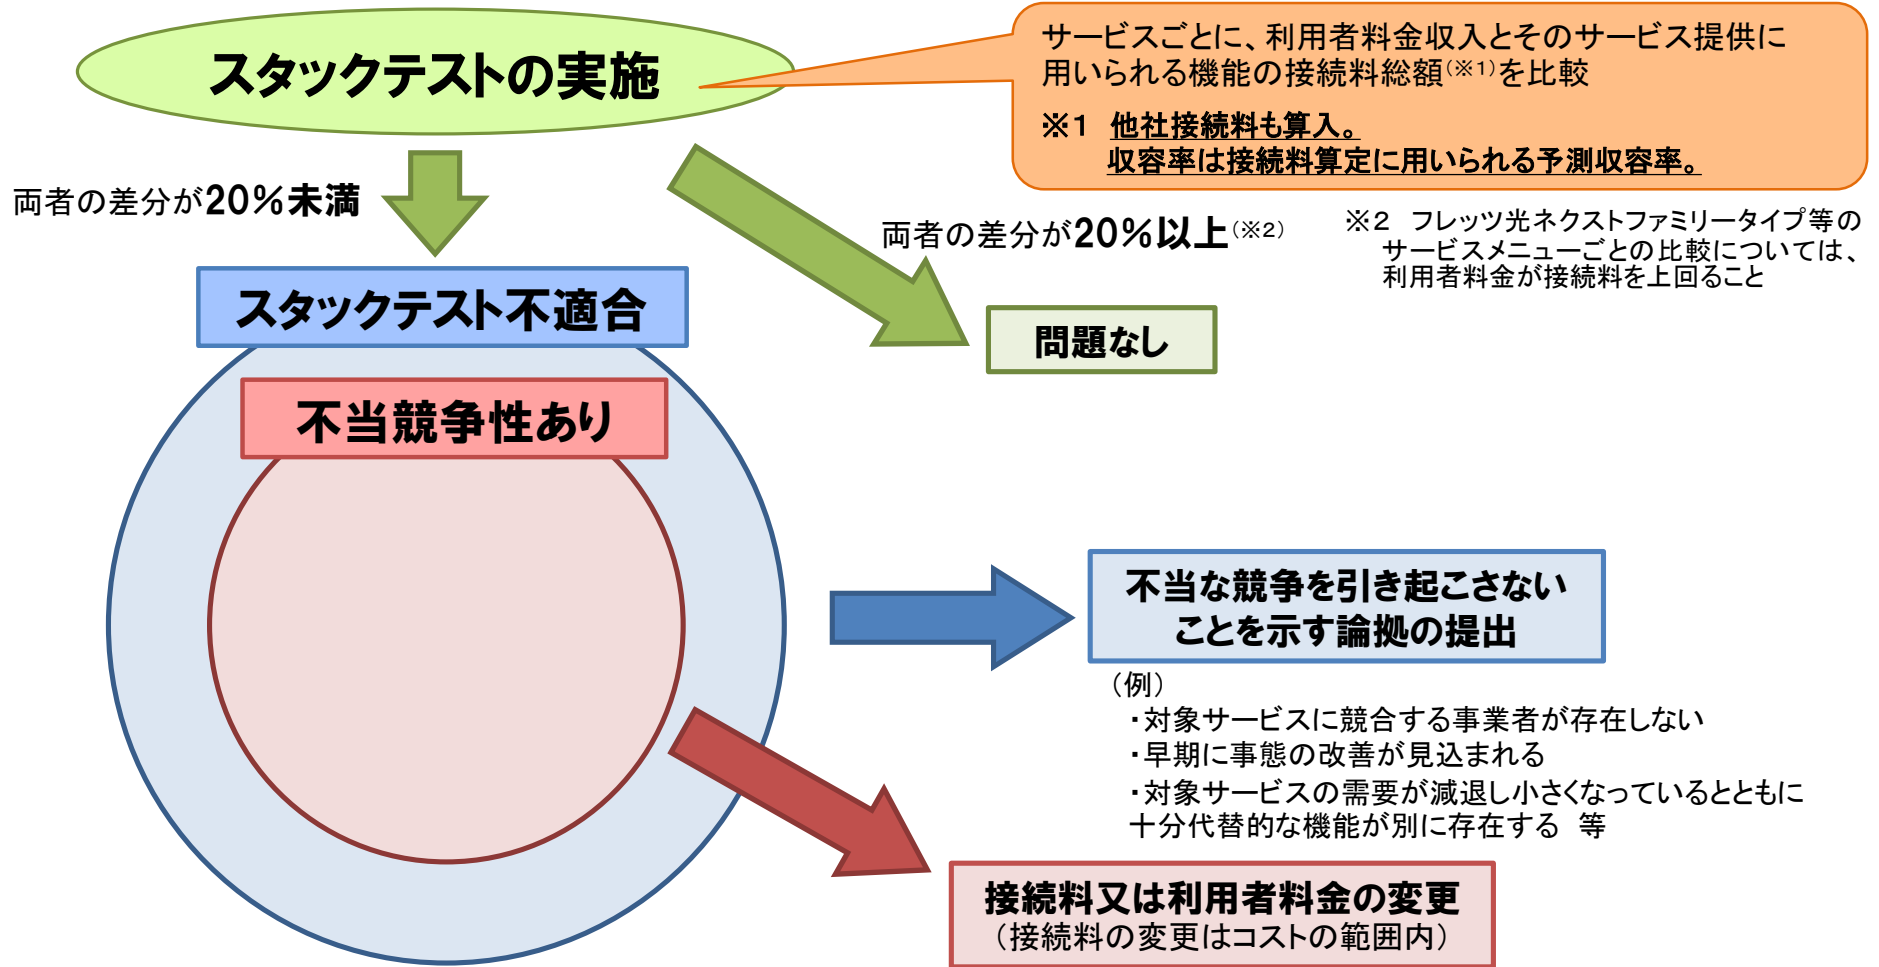 スタックテストの実施
サービスごとに、利用者料金収入とそのサービス提供に
用いられる機能の接続料総額(※1)を比較
※1 他社接続料も算入。
収容率は接続料算定に用いられる予測収容率。
両者の差分が20%未満
両者の差分が20%以上(※2)
※2 フレッツ光ネクストファミリータイプ等の
サービスメニューごとの比較については、
利用者料金が接続料を上回ること
スタックテスト不適合
問題なし
不当競争性あり
不当な競争を引き起こさない
ことを示す論拠の提出
(例)
・対象サービスに競合する事業者が存在しない
・早期に事態の改善が見込まれる
・対象サービスの需要が減退し小さくなっているとともに
十分代替的な機能が別に存在する 等
接続料又は利用者料金の変更
(接続料の変更はコストの範囲内)